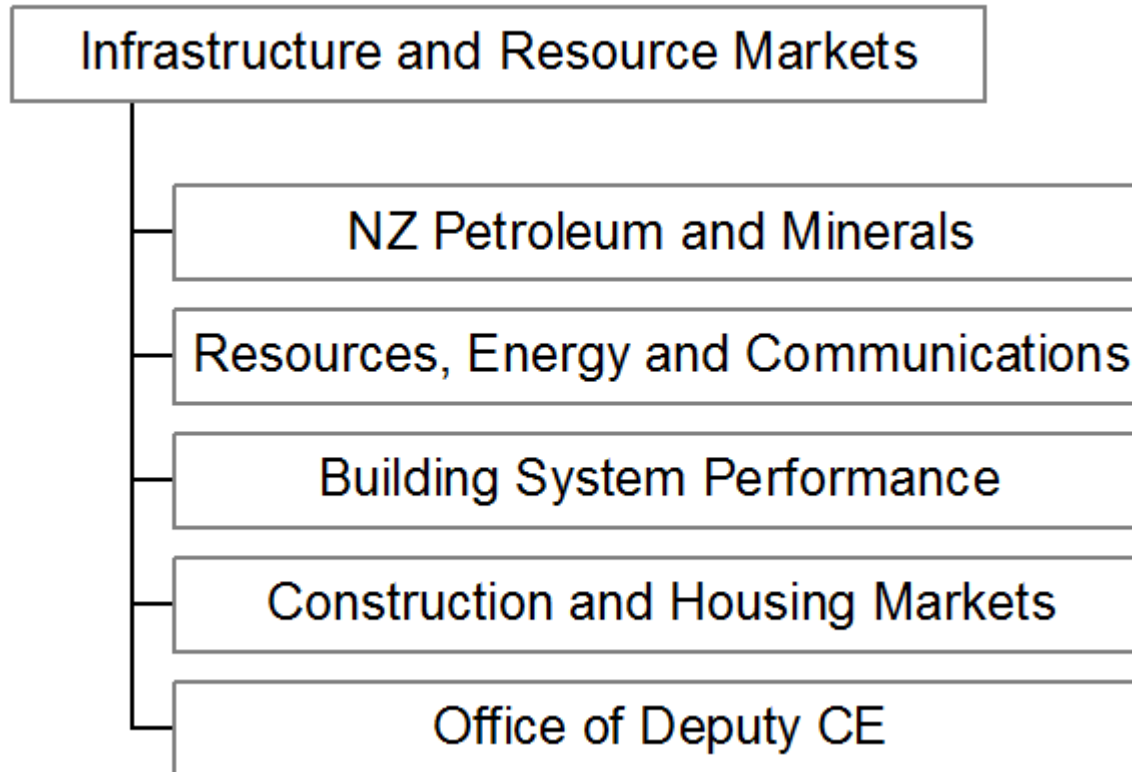 Infrastructure and Resource Markets
NZ Petroleum and Minerals
Resources, Energy and Communications
Building System Performance
Construction and Housing Markets
Office of Deputy CE